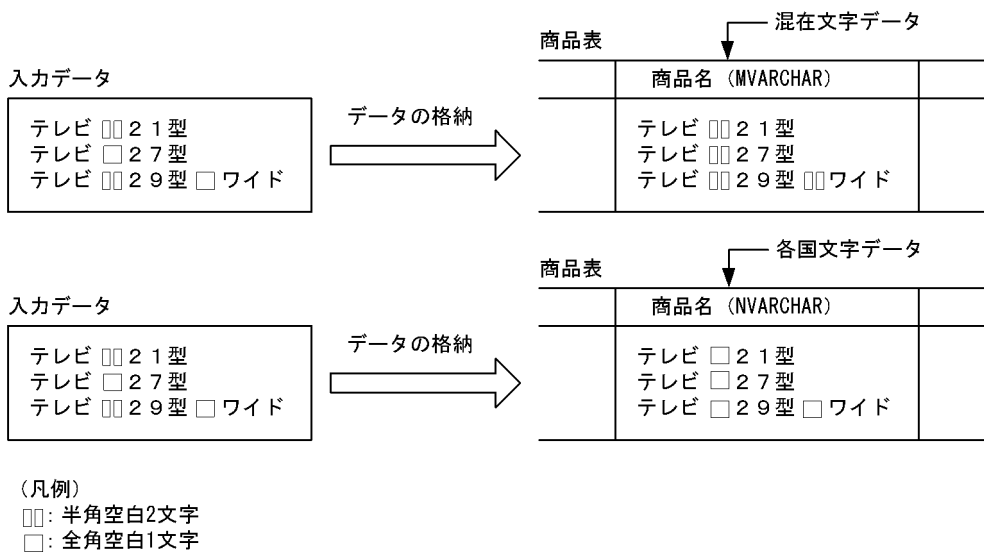 混在文字データ
商品表
入力データ
商品名（MVARCHAR）
テレビ▯▯２１型
テレビ□２７型
テレビ▯▯２９型□ワイド
データの格納
テレビ▯▯２１型
テレビ▯▯２７型
テレビ▯▯２９型▯▯ワイド
各国文字データ
商品表
入力データ
商品名（NVARCHAR）
テレビ▯▯２１型
テレビ□２７型
テレビ▯▯２９型□ワイド
データの格納
テレビ□２１型
テレビ□２７型
テレビ□２９型□ワイド
（凡例）
▯▯：半角空白2文字
□：全角空白1文字